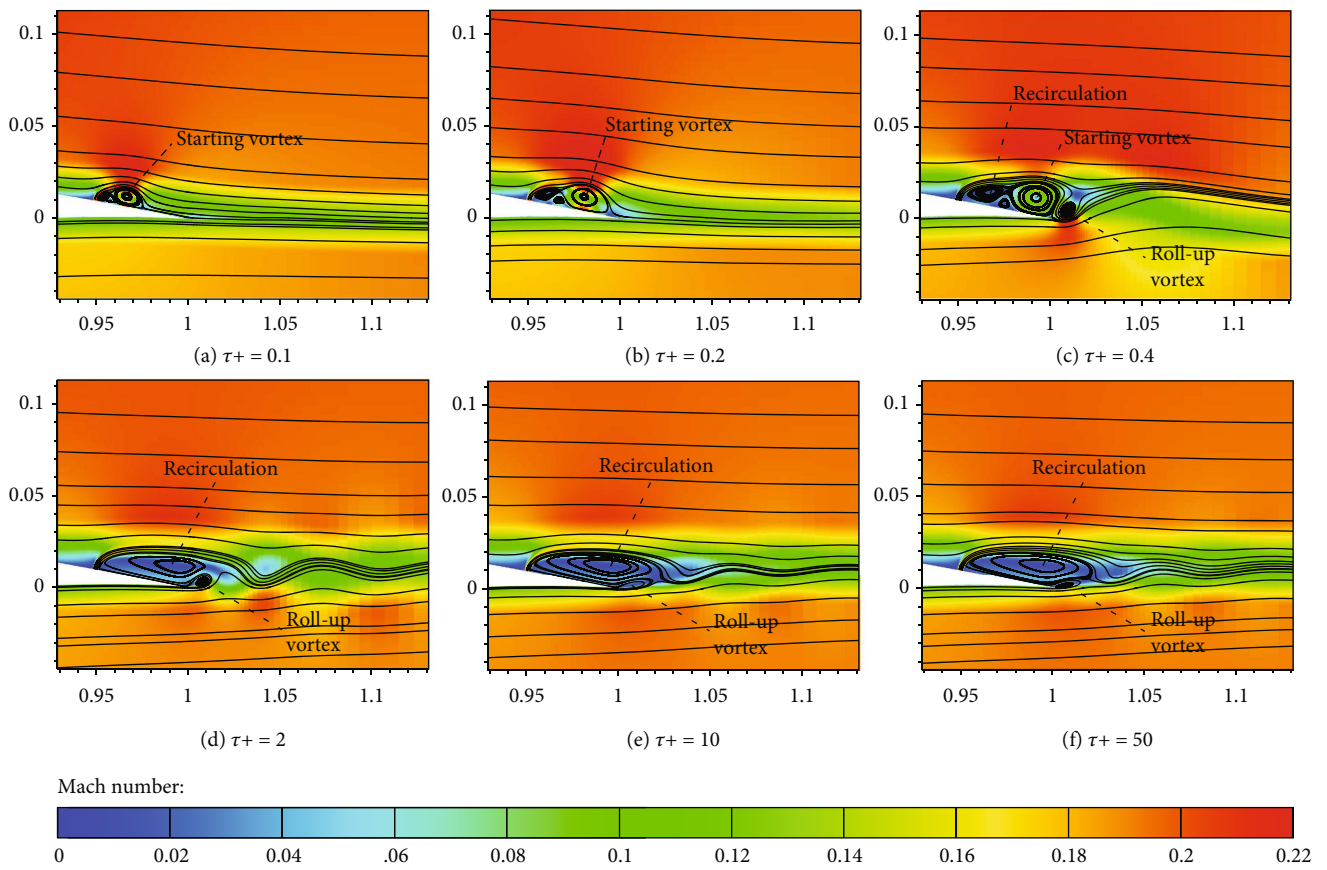 0.1
0.05
0
Starting vortex
0.95 1 1.05 1.1
(a) τ+ = 0.1
Starting vortex
0.95 1 1.05 1.1
(b) τ+ = 0.2
0.1
0.05
0
Recirculation
Starting vortex
Roll-up
vortex
0.95 1 1.05 1.1
(c) τ+ = 0.4
0.1
0.05
0
Recirculation
Roll-up
vortex
0.95 1 1.05 1.1
(d) τ+ = 2
0.1
0.05
0
Recirculation
Roll-up
vortex
0.95 1 1.05 1.1
(e) τ+ = 10
0.1
0.05
0
Recirculation
Roll-up
vortex
0.95 1 1.05 1.1
(f) τ+ = 50
Mach number:
0 0.02 0.04 .06 0.08 0.1 0.12 0.14 0.16 0.18 0.2 0.22